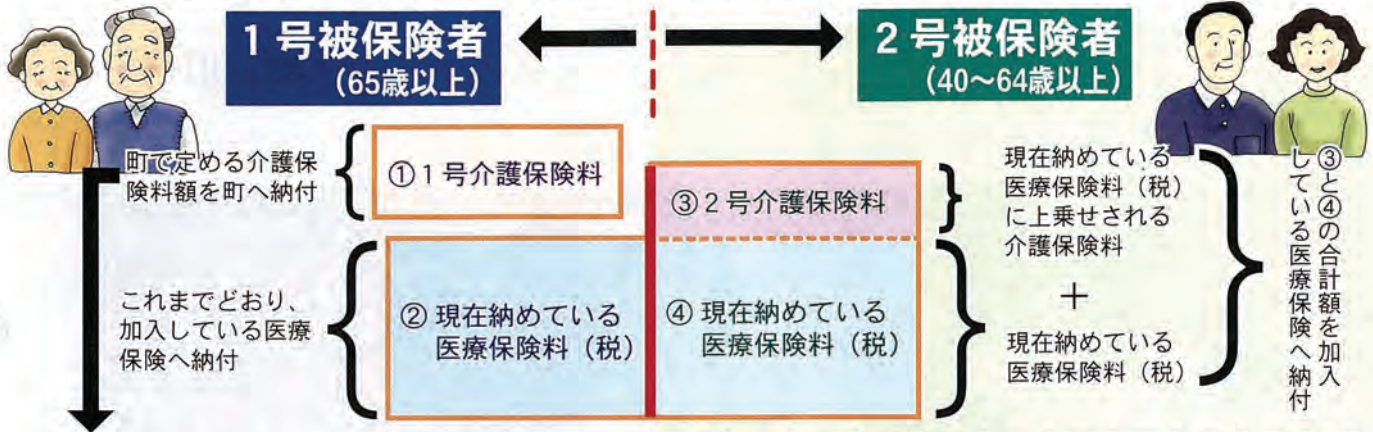 1号被保険者
(65歳以上)
2号被保険者
(40〜64歳以上)
町で定める介護保
険料額を町へ納付
①1号介護保険料
これまでどおり、
加入している医療
保険へ納付
② 現在納めている
医療保険料（税）
③2号介護保険料
④ 現在納めている
医療保険料（税）
現在納めている
医療保険料（税）
に上乗せされる
介護保険料
＋
現在納めている
医療保険料（税）
③と④の合計額を加入
している医療保険へ納付